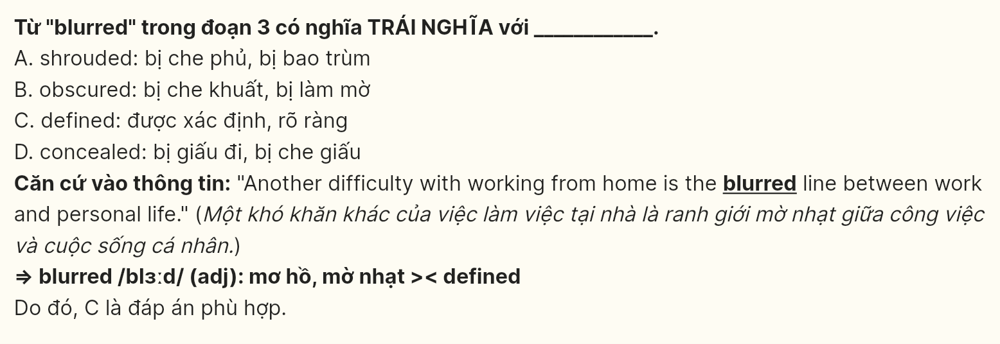 Từ "blurred" trong đoạn 3 có nghĩa TRÁI NGHĨA với ____________.
A. shrouded: bị che phủ, bị bao trùm
B. obscured: bị che khuất, bị làm mờ
C. defined: được xác định, rõ ràng
D. concealed: bị giấu đi, bị che giấu
Căn cứ vào thông tin: "Another difficulty with working from home is the blurred line between work
and personal life." (Một khó khăn khác của việc làm việc tại nhà là ranh giới mờ nhạt giữa công việc
và cuộc sống cá nhân.)
⇒ blurred /blɜːd/ (adj): mơ hồ, mờ nhạt >< defined
Do đó, C là đáp án phù hợp.